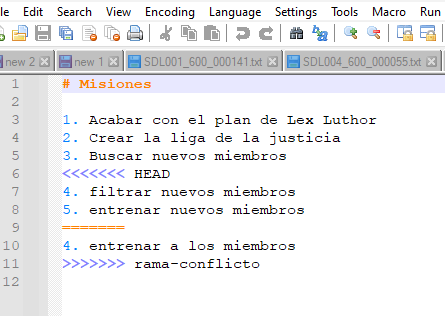 le Edit Search View Encoding Language Settings Tools Macro Run
new 2 new 1 SDL001_600_000141.txt SDL004_600_000055.txt
1 # Misiones
2
3 1. Acabar con el plan de Lex Luthor
4 2. Crear la liga de la justicia
5 3. Buscar nuevos miembros
6 <<<<<<< HEAD
7 4. filtrar nuevos miembros
8 5. entrenar nuevos miembros
9 =======
10 4. entrenar a los miembros
11 >>>>>>> rama-conflicto
12